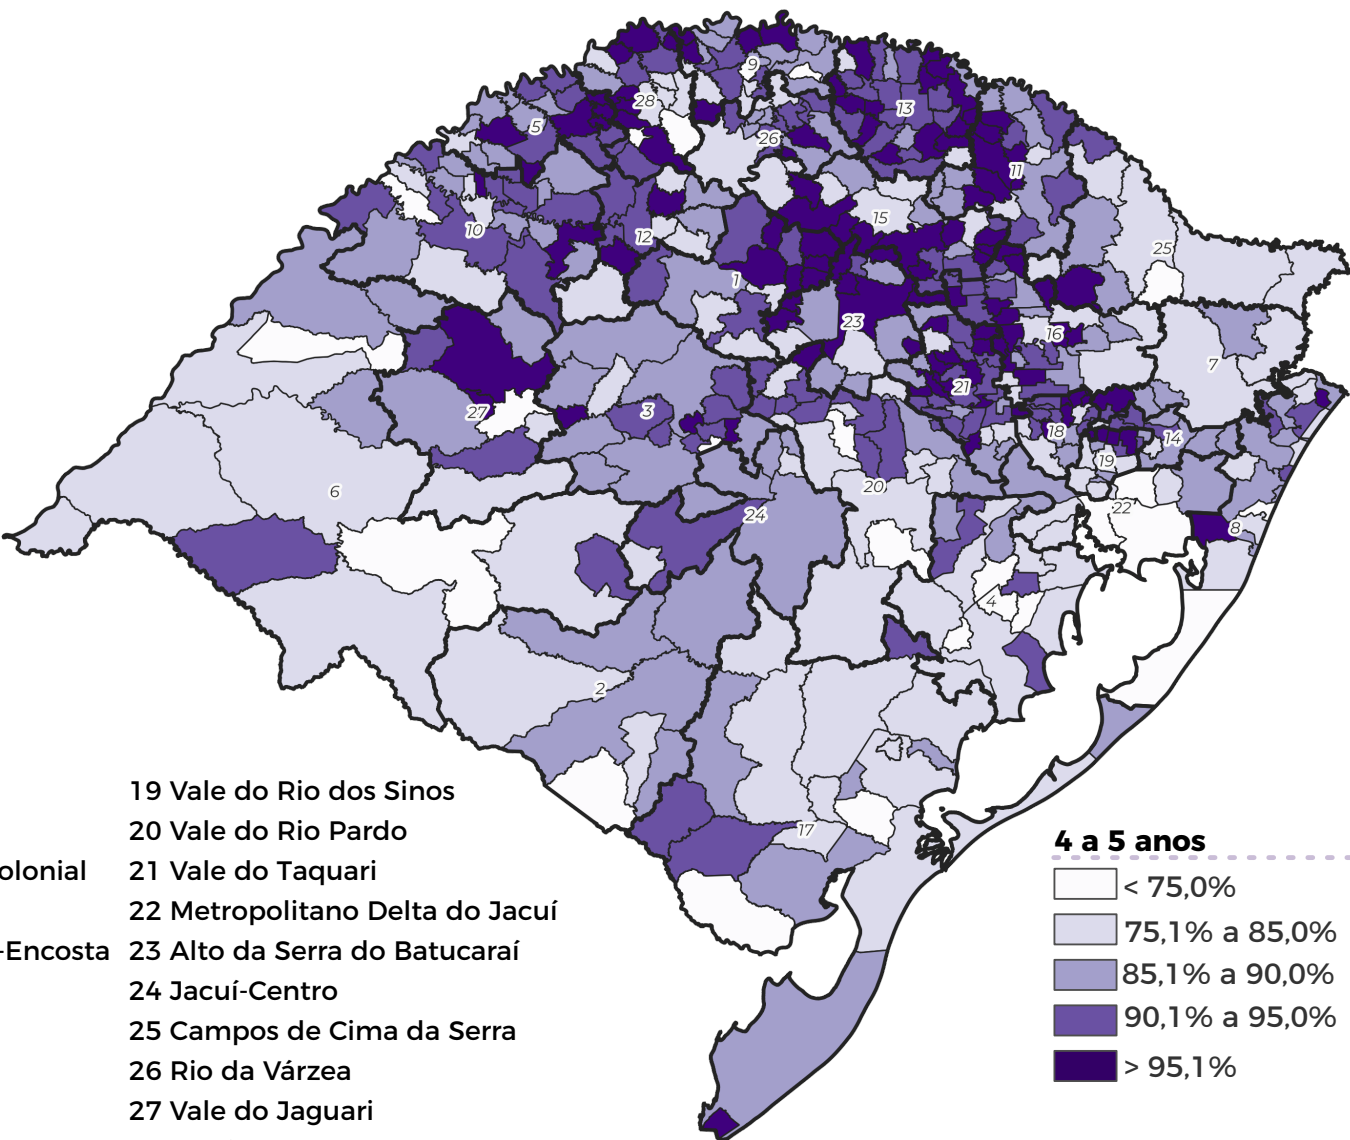 9
28
13
5
26
11
15
10
12
25
1
23
16
7
21
27
3
18
14
19
6
20
22
24
8
4
2
17
19 Vale do Rio dos Sinos
20 Vale do Rio Pardo
olonial 21 Vale do Taquari
22 Metropolitano Delta do Jacuí
-Encosta 23 Alto da Serra do Batucaraí
24 Jacuí-Centro
25 Campos de Cima da Serra
26 Rio da Várzea
27 Vale do Jaguari
4 a 5 anos
< 75,0%
75,1% a 85,0%
85,1% a 90,0%
90,1% a 95,0%
> 95,1%